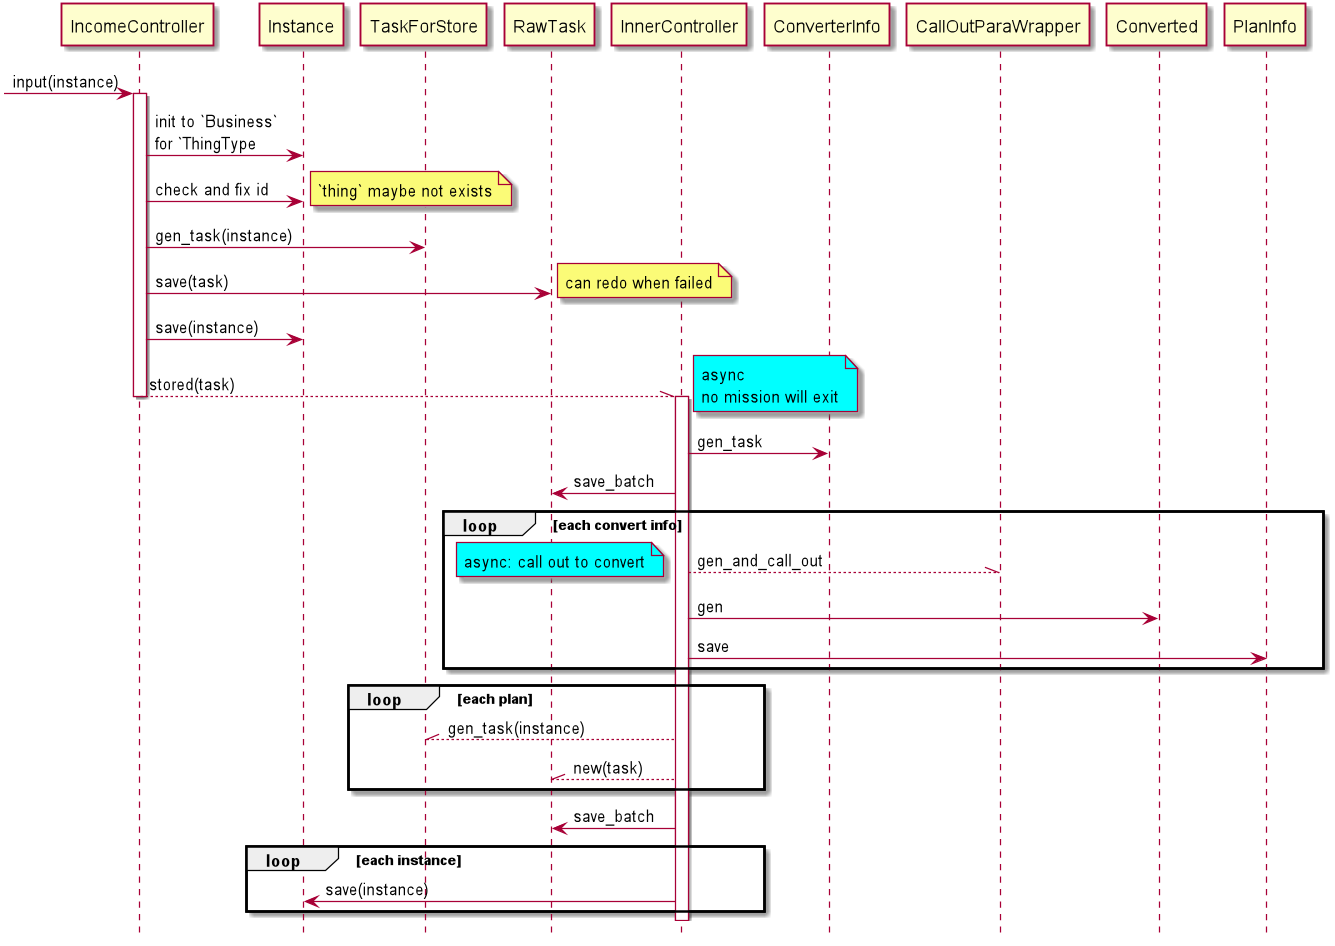 IncomeController
Instance
TaskForStore
RawTask
InnerController
ConverterInfo
CallOutParaWrapper
Converted
PlanInfo
input(instance)
init to `Business`
for `ThingType
check and fix id
`thing` maybe not exists
gen_task(instance)
save(task)
can redo when failed
save(instance)
stored(task)
async
no mission will exit
gen_task
save_batch
loop
[each convert info]
async: call out to convert
gen_and_call_out
gen
save
loop
[each plan]
gen_task(instance)
new(task)
save_batch
loop
[each instance]
save(instance)